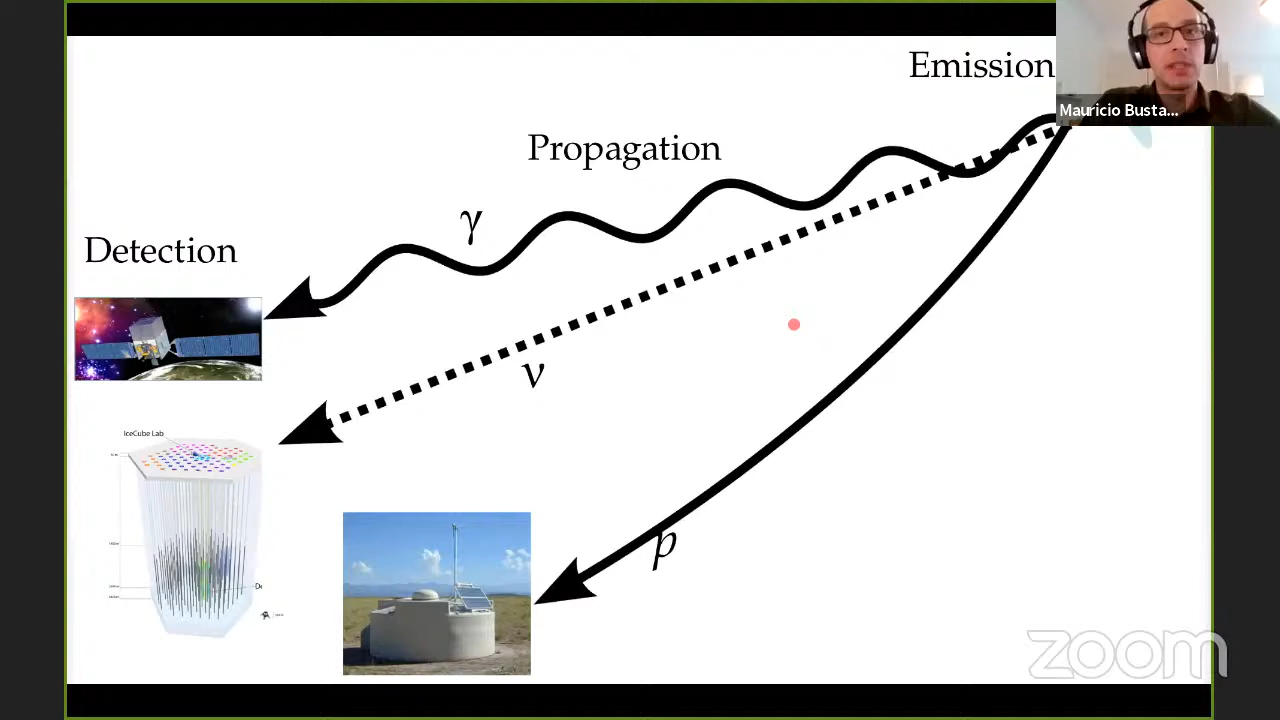 Emission
Mauricio Busta...
Propagation
γ
Detection
ν
IceCube Lab
p
zoom